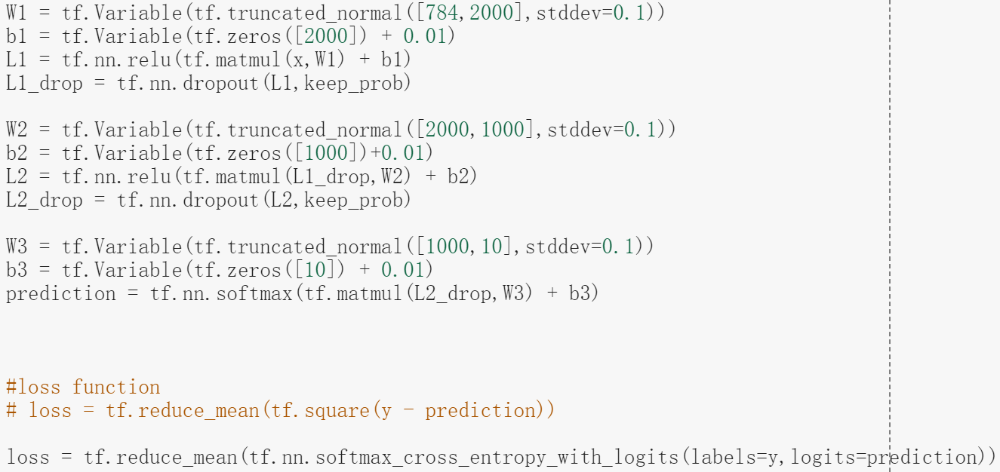 W1 = tf.Variable(tf.truncated_normal([784,2000],stddev=0.1))
b1 = tf.Variable(tf.zeros([2000]) + 0.01)
L1 = tf.nn.relu(tf.matmul(x,W1) + b1)
L1_drop = tf.nn.dropout(L1,keep_prob)
W2 = tf.Variable(tf.truncated_normal([2000,1000],stddev=0.1))
b2 = tf.Variable(tf.zeros([1000])+0.01)
L2 = tf.nn.relu(tf.matmul(L1_drop,W2) + b2)
L2_drop = tf.nn.dropout(L2,keep_prob)
W3 = tf.Variable(tf.truncated_normal([1000,10],stddev=0.1))
b3 = tf.Variable(tf.zeros([10]) + 0.01)
prediction = tf.nn.softmax(tf.matmul(L2_drop,W3) + b3)
#loss function
# loss = tf.reduce_mean(tf.square(y - prediction))
loss = tf.reduce_mean(tf.nn.softmax_cross_entropy_with_logits(labels=y,logits=prediction))